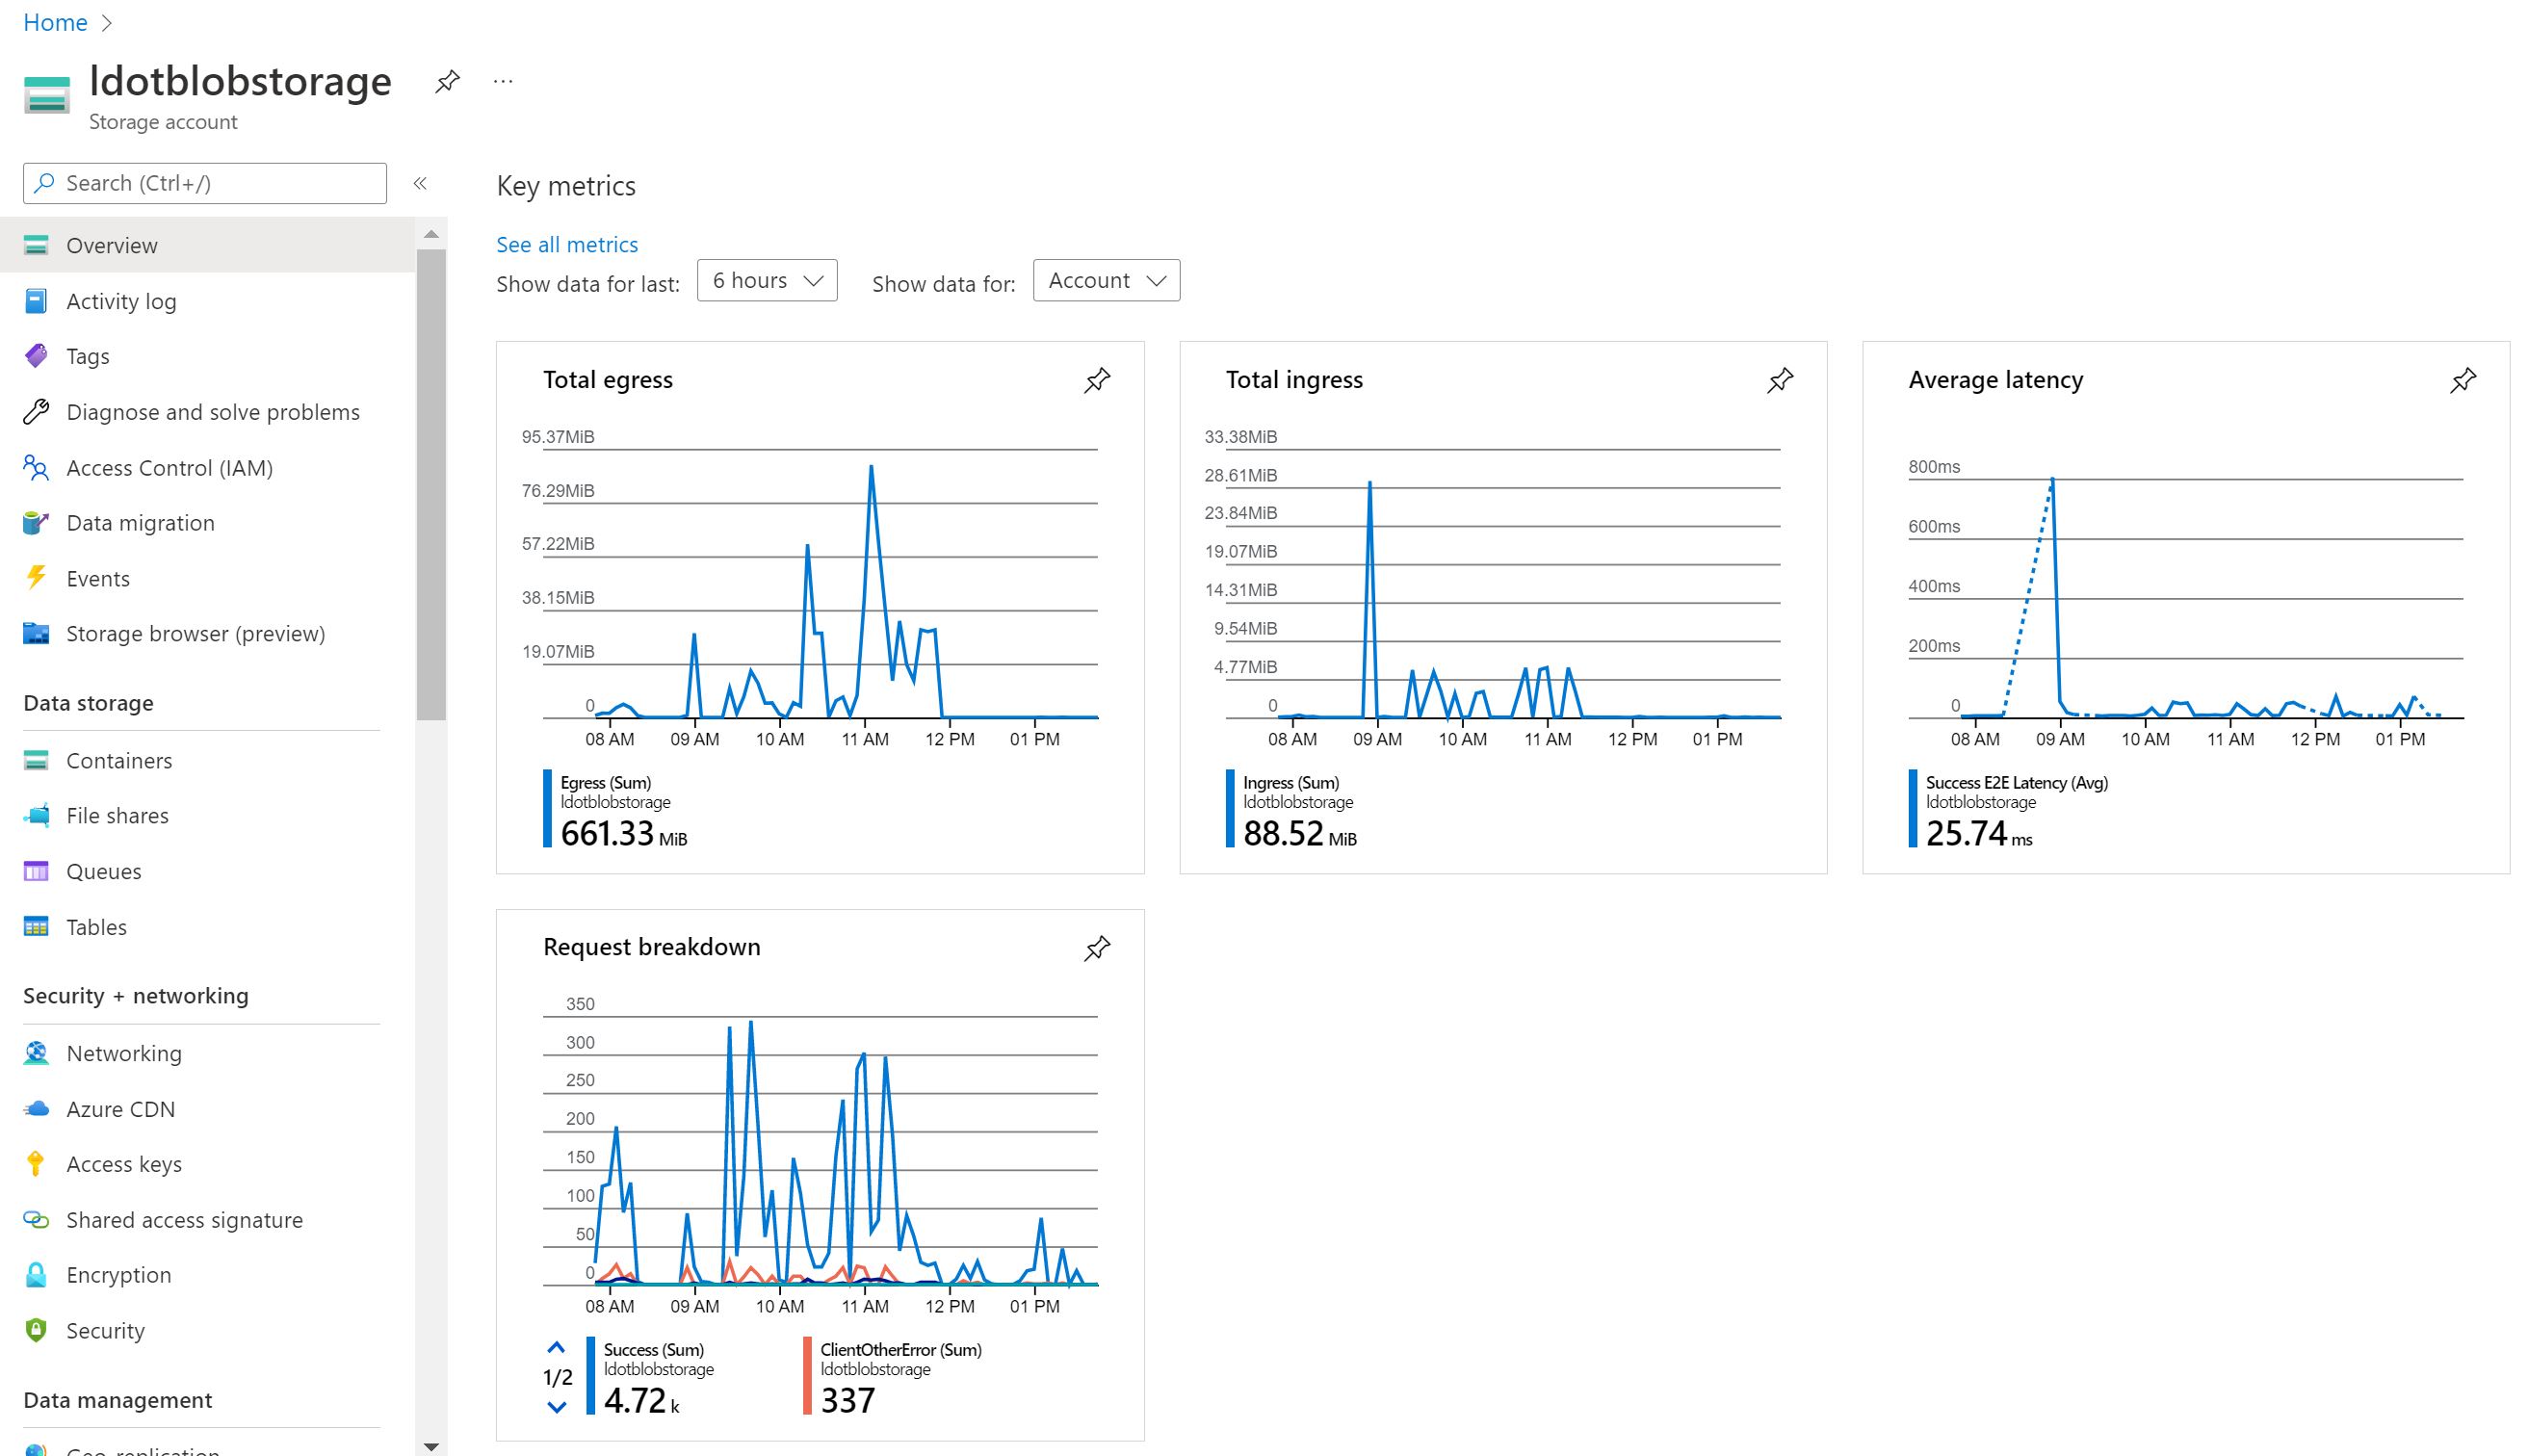 Home
ldotblobstorage
...
Storage account
Search (Ctrl+/)
«
Overview
Activity log
Tags
Diagnose and solve problems
Access Control (IAM)
Data migration
Events
Storage browser (preview)
Data storage
Containers
File shares
Queues
Tables
Security + networking
Networking
Azure CDN
Access keys
Shared access signature
Encryption
Security
Data management
Geo-replication
Key metrics
See all metrics
Show data for last: 6 hours Show data for: Account
Total egress
95.37MiB
76.29MiB
57.22MiB
38.15MiB
19.07MiB
0
08 AM 09 AM 10 AM 11 AM 12 PM 01 PM
Egress (Sum)
ldotblobstorage
661.33 MiB
Total ingress
33.38MiB
28.61MiB
23.84MiB
19.07MiB
14.31MiB
9.54MiB
4.77MiB
0
08 AM 09 AM 10 AM 11 AM 12 PM 01 PM
Ingress (Sum)
ldotblobstorage
88.52 MiB
Average latency
800ms
600ms
400ms
200ms
0
08 AM 09 AM 10 AM 11 AM 12 PM 01 PM
Success E2E Latency (Avg)
ldotblobstorage
25.74 ms
Request breakdown
350
300
250
200
150
100
50
0
08 AM 09 AM 10 AM 11 AM 12 PM 01 PM
1/2
Success (Sum)
ldotblobstorage
4.72 k
ClientOtherError (Sum)
ldotblobstorage
337